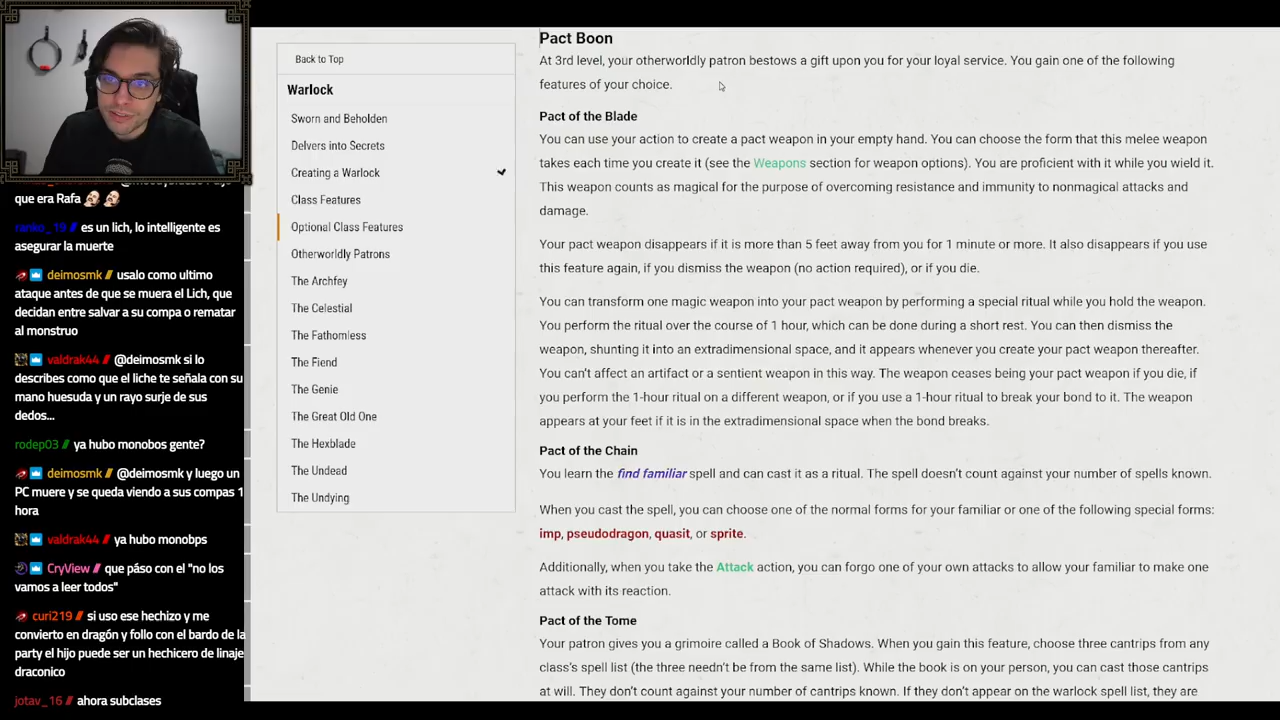 que era Rafa
ranko_19 // es un lich, lo inteligente es
asegurar la muerte
deimosmk // usalo como ultimo
ataque antes de que se muera el Lich, que
decidan entre salvar a su compa o rematar
al monstruo
valdrak44 // @deimosmk si lo
describes como que el liche te señala con su
mano huesuda y un rayo surje de sus
dedos...
rodep03 // ya hubo monobos gente?
deimosmk // @deimosmk y luego un
PC muere y se queda viendo a sus compas 1
hora
valdrak44 // ya hubo monobps
CryView // que páso con el "no los
vamos a leer todos"
curi219 // si uso ese hechizo y me
convierto en dragón y follo con el bardo de la
party el hijo puede ser un hechicero de linaje
draconico
jotav_16 // ahora subclases
Back to Top
Warlock
Sworn and Beholden
Delvers into Secrets
Creating a Warlock
Class Features
Optional Class Features
Otherworldly Patrons
The Archfey
The Celestial
The Fathomless
The Fiend
The Genie
The Great Old One
The Hexblade
The Undead
The Undying
Pact Boon
At 3rd level, your otherworldly patron bestows a gift upon you for your loyal service. You gain one of the following
features of your choice.
Pact of the Blade
You can use your action to create a pact weapon in your empty hand. You can choose the form that this melee weapon
takes each time you create it (see the Weapons section for weapon options). You are proficient with it while you wield it.
This weapon counts as magical for the purpose of overcoming resistance and immunity to nonmagical attacks and
damage.
Your pact weapon disappears if it is more than 5 feet away from you for 1 minute or more. It also disappears if you use
this feature again, if you dismiss the weapon (no action required), or if you die.
You can transform one magic weapon into your pact weapon by performing a special ritual while you hold the weapon.
You perform the ritual over the course of 1 hour, which can be done during a short rest. You can then dismiss the
weapon, shunting it into an extradimensional space, and it appears whenever you create your pact weapon thereafter.
You can't affect an artifact or a sentient weapon in this way. The weapon ceases being your pact weapon if you die, if
you perform the 1-hour ritual on a different weapon, or if you use a 1-hour ritual to break your bond to it. The weapon
appears at your feet if it is in the extradimensional space when the bond breaks.
Pact of the Chain
You learn the find familiar spell and can cast it as a ritual. The spell doesn't count against your number of spells known.
When you cast the spell, you can choose one of the normal forms for your familiar or one of the following special forms:
imp, pseudodragon, quasit, or sprite.
Additionally, when you take the Attack action, you can forgo one of your own attacks to allow your familiar to make one
attack with its reaction.
Pact of the Tome
Your patron gives you a grimoire called a Book of Shadows. When you gain this feature, choose three cantrips from any
class's spell list (the three needn't be from the same list). While the book is on your person, you can cast those cantrips
at will. They don't count against your number of cantrips known. If they don't appear on the warlock spell list, they are